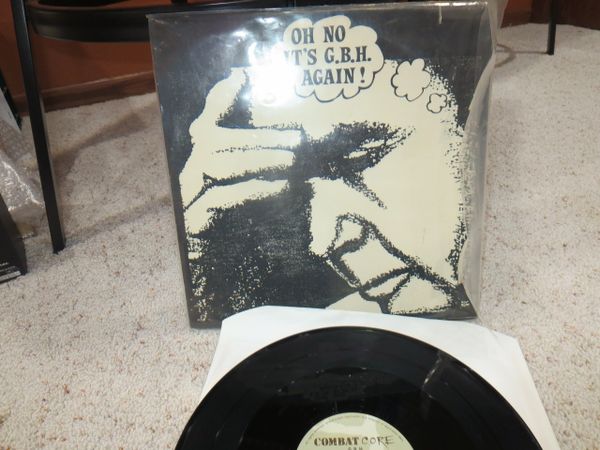 OH NO
IT'S G.B.H.
AGAIN!
COMBAT CORE
G.B.H.